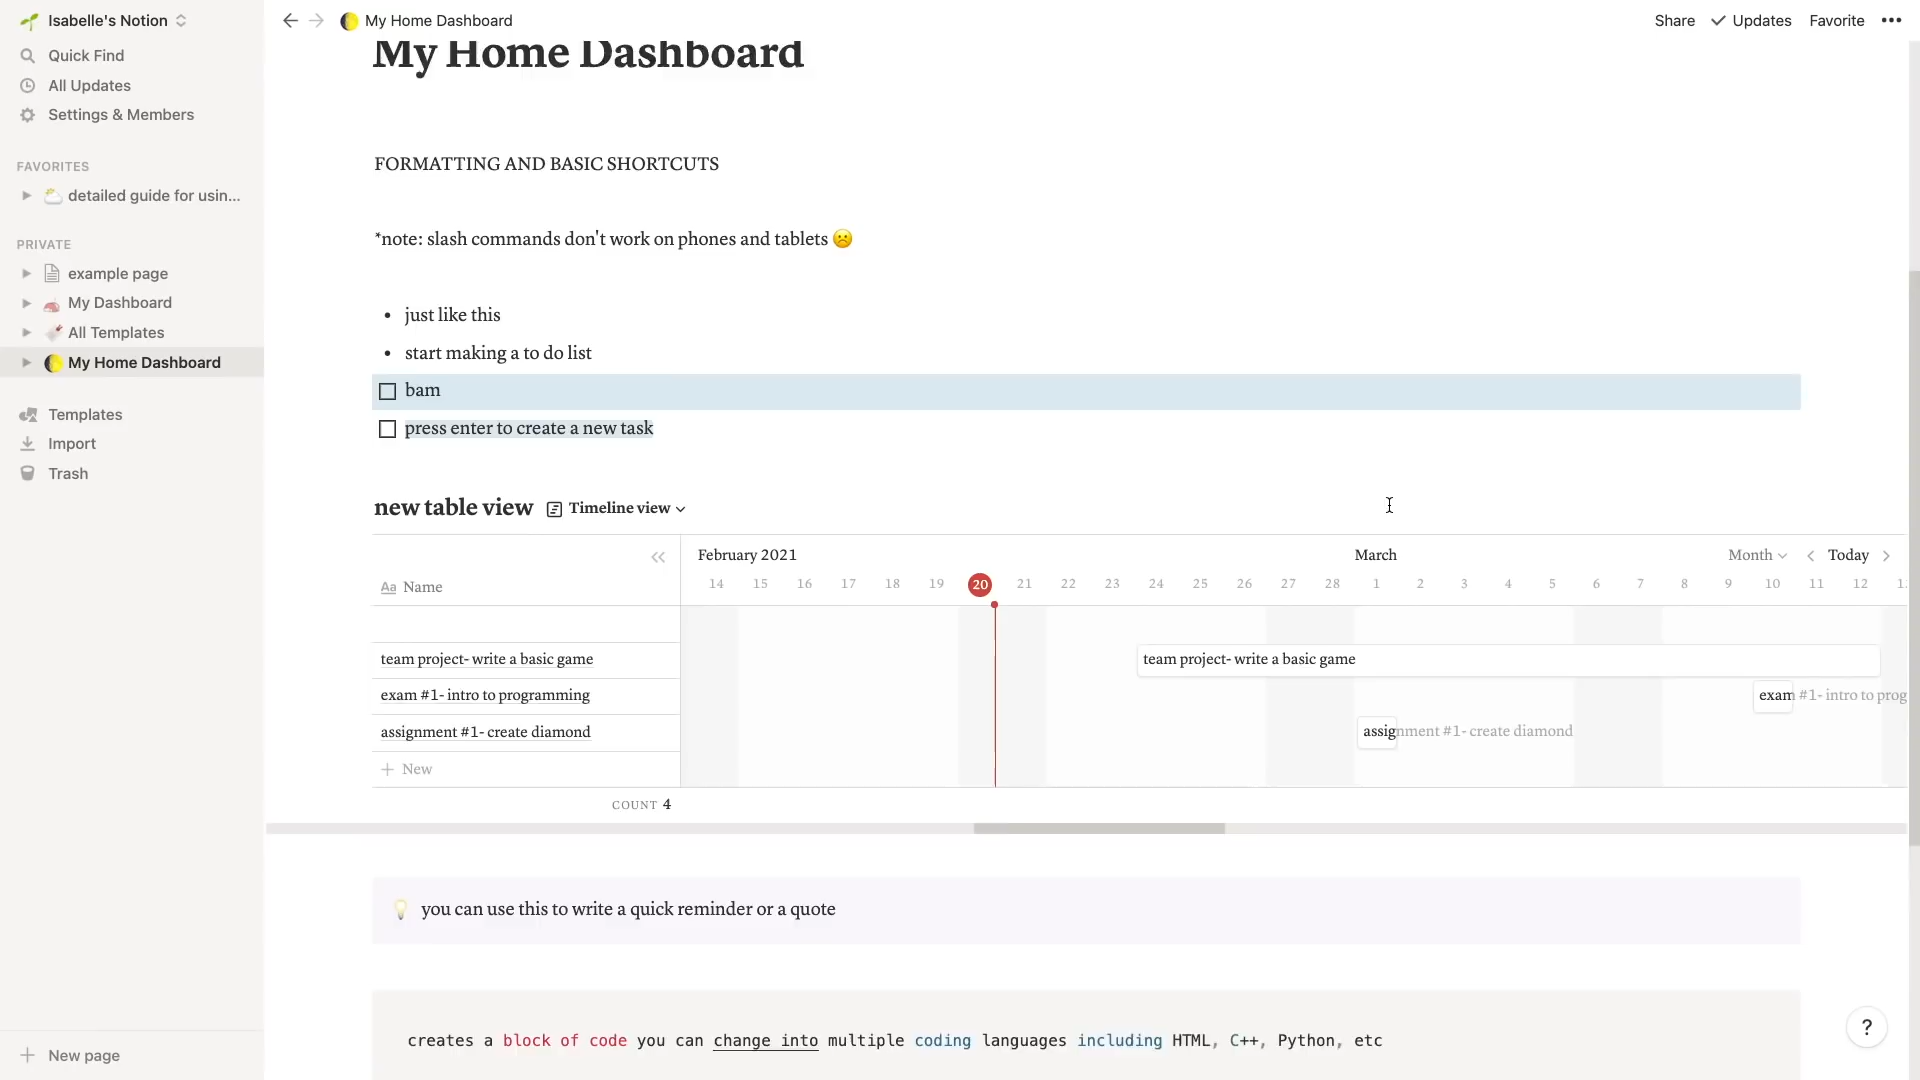 Isabelle's Notion
My Home Dashboard
Share
Updates
Favorite
Quick Find
All Updates
Settings & Members
FAVORITES
detailed guide for usin...
PRIVATE
example page
My Dashboard
All Templates
My Home Dashboard
Templates
Import
Trash
New page
My Home Dashboard
FORMATTING AND BASIC SHORTCUTS
*note: slash commands don't work on phones and tablets ☹️
• just like this
• start making a to do list
bam
press enter to create a new task
new table view Timeline view
February 2021 March Month Today
Aa Name
14 15 16 17 18 19 20 21 22 23 24 25 26 27 28 1 2 3 4 5 6 7 8 9 10 11 12
team project- write a basic game team project- write a basic game
exam #1- intro to programming exam #1- intro to prog
assignment #1- create diamond assignment #1- create diamond
+ New
COUNT 4
💡 you can use this to write a quick reminder or a quote
creates a block of code you can change into multiple coding languages including HTML, C++, Python, etc
?